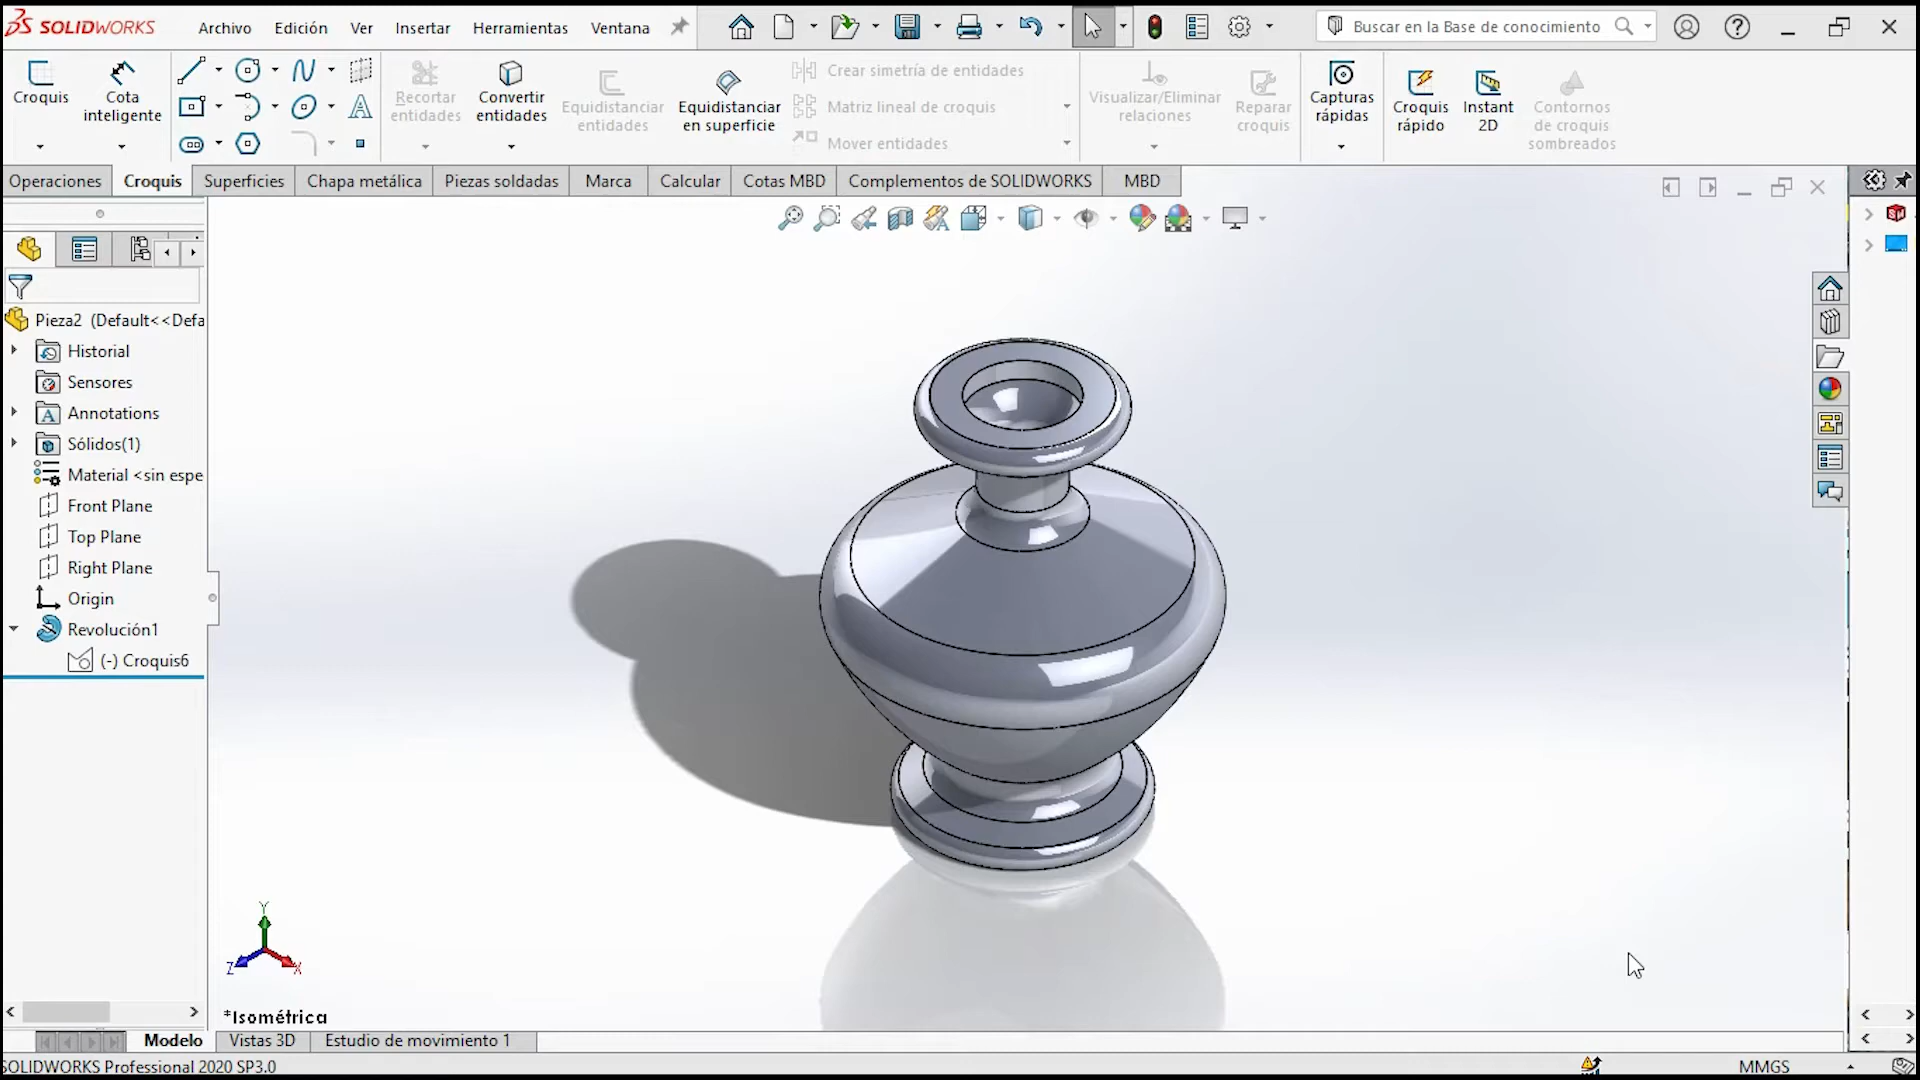 SOLIDWORKS
Archivo Edición Ver Insertar Herramientas Ventana
Buscar en la Base de conocimiento
Croquis
Cota inteligente
Recortar entidades
Convertir entidades
Equidistanciar entidades
Equidistanciar en superficie
Crear simetría de entidades
Matriz lineal de croquis
Mover entidades
Visualizar/Eliminar relaciones
Reparar croquis
Capturas rápidas
Croquis rápido
Instant 2D
Contornos de croquis sombreados
Operaciones Croquis Superficies Chapa metálica Piezas soldadas Marca Calcular Cotas MBD Complementos de SOLIDWORKS MBD
Pieza2 (Default<<Defa
Historial
Sensores
Annotations
Sólidos(1)
Material <sin espe
Front Plane
Top Plane
Right Plane
Origin
Revolución1
(-) Croquis6
Y
Z
X
*Isométrica
Modelo Vistas 3D Estudio de movimiento 1
SOLIDWORKS Professional 2020 SP3.0
MMGS